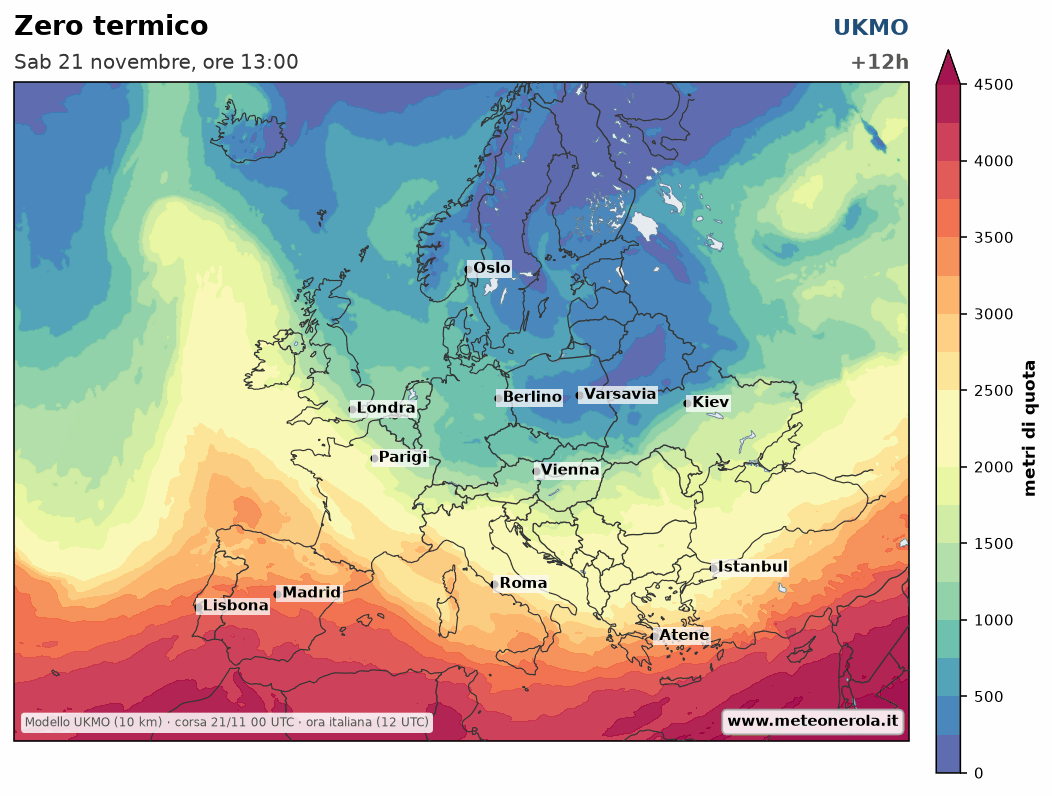 Zero termico
UKMO
Sab 21 novembre, ore 13:00
+12h
4500
4000
3500
3000
2500
2000
1500
1000
500
0
metri di quota
Oslo
Berlino
Varsavia
Kiev
Londra
Parigi
Vienna
Istanbul
Roma
Madrid
Lisbona
Atene
Modello UKMO (10 km) · corsa 21/11 00 UTC · ora italiana (12 UTC)
www.meteonerola.it